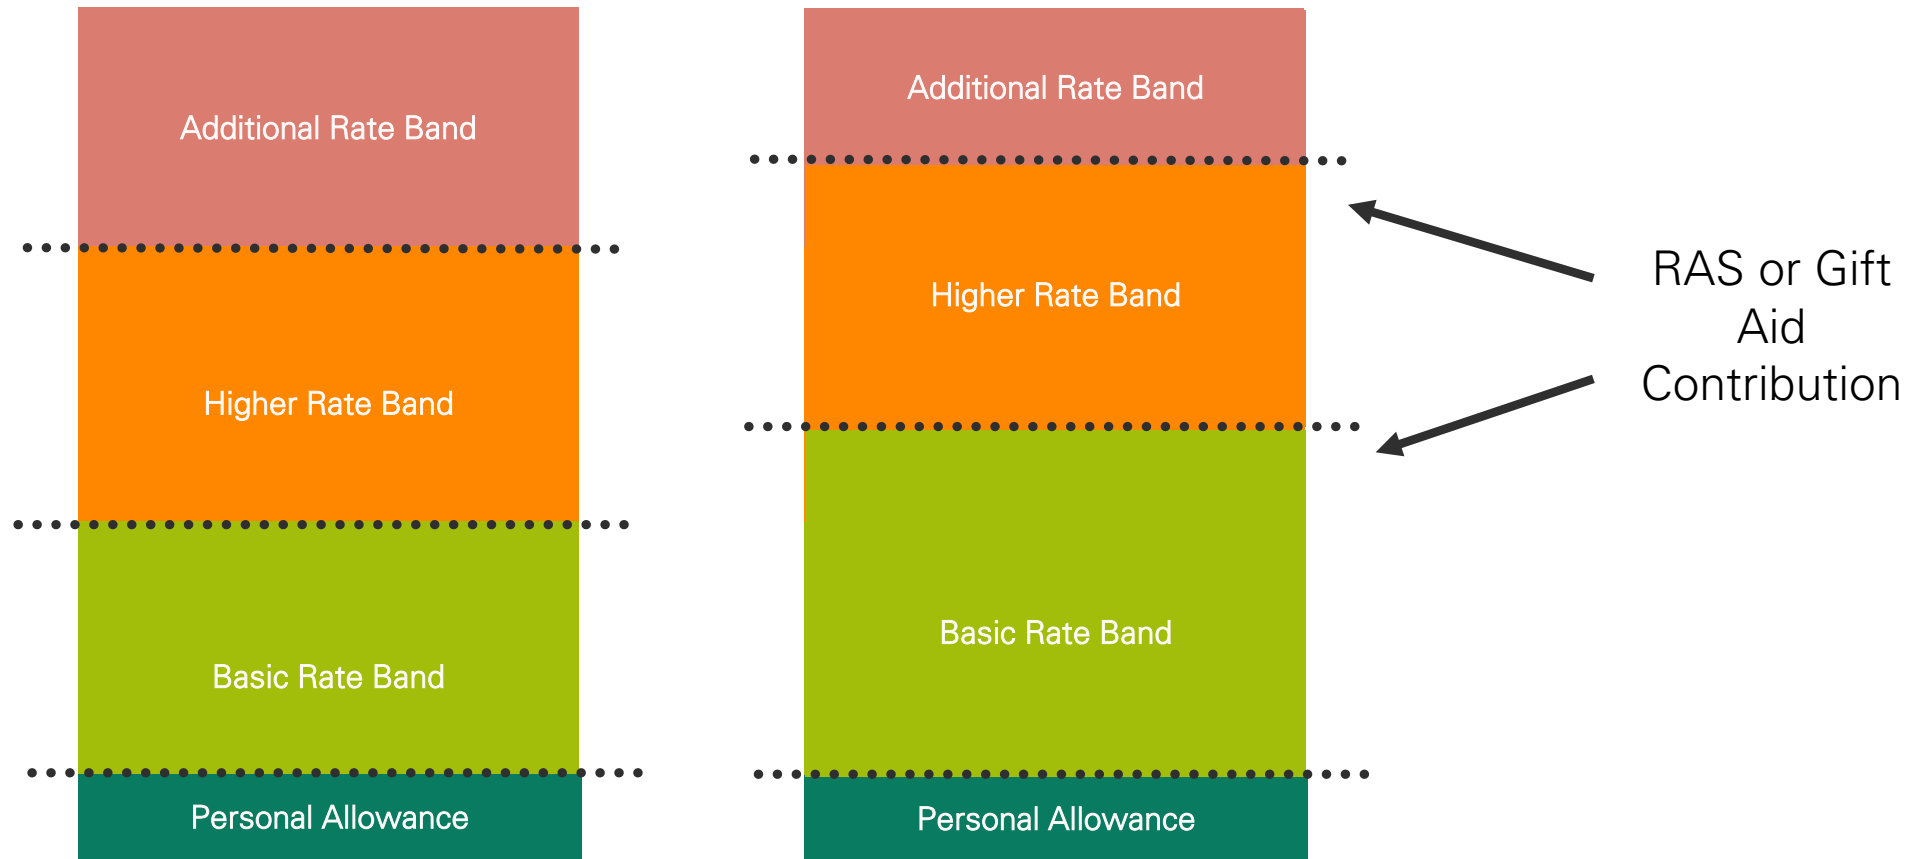 Additional Rate Band
Higher Rate Band
Basic Rate Band
Personal Allowance
Additional Rate Band
Higher Rate Band
Basic Rate Band
Personal Allowance
RAS or Gift
Aid
Contribution